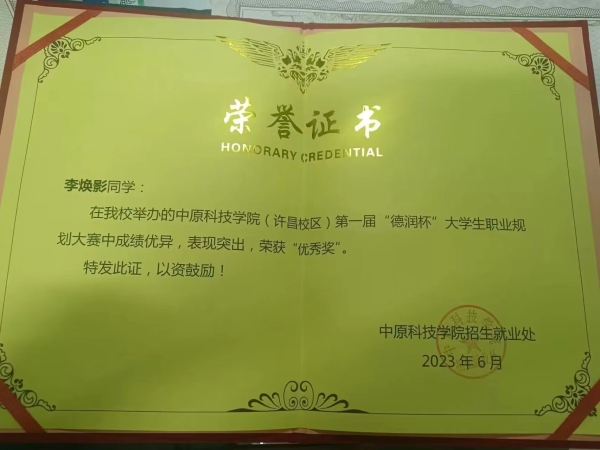 荣誉证书
HONORARY CREDENTIAL
李焕影同学：
在我校举办的中原科技学院（许昌校区）第一届“德润杯”大学生职业规
划大赛中成绩优异，表现突出，荣获“优秀奖”。
特发此证，以资鼓励！
中原科技学院招生就业处
2023 年 6 月